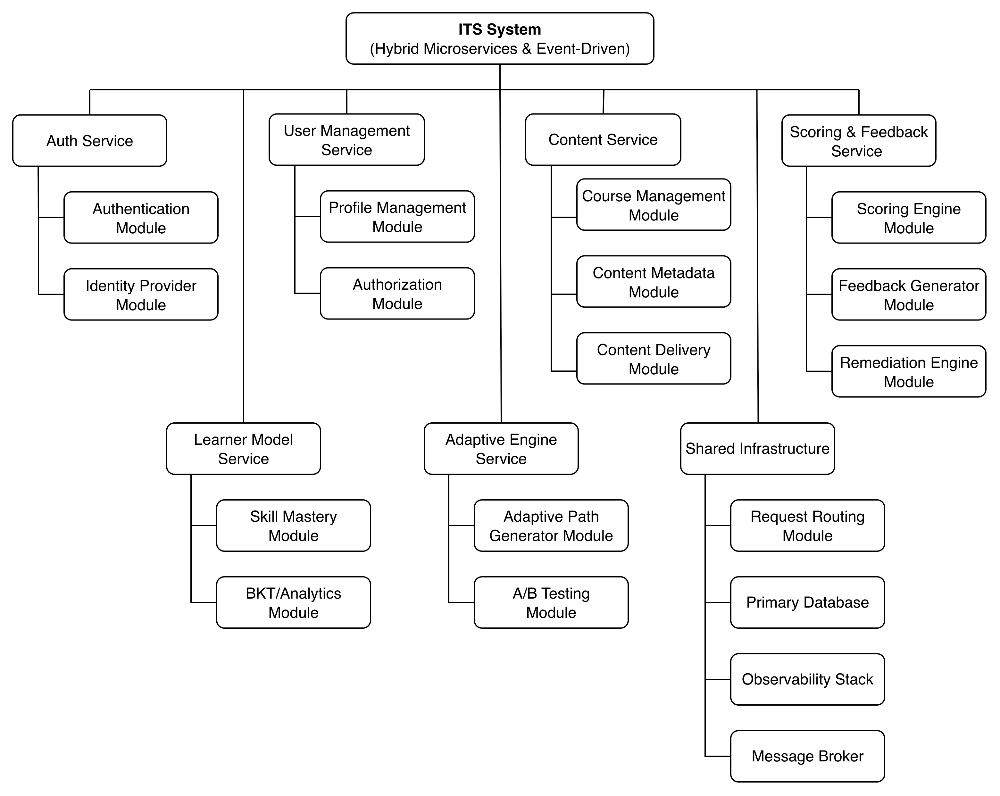 ITS System
(Hybrid Microservices & Event-Driven)
Auth Service
Authentication
Module
Identity Provider
Module
User Management
Service
Profile Management
Module
Authorization
Module
Content Service
Course Management
Module
Content Metadata
Module
Content Delivery
Module
Scoring & Feedback
Service
Scoring Engine
Module
Feedback Generator
Module
Remediation Engine
Module
Learner Model
Service
Skill Mastery
Module
BKT/Analytics
Module
Adaptive Engine
Service
Adaptive Path
Generator Module
A/B Testing
Module
Shared Infrastructure
Request Routing
Module
Primary Database
Observability Stack
Message Broker